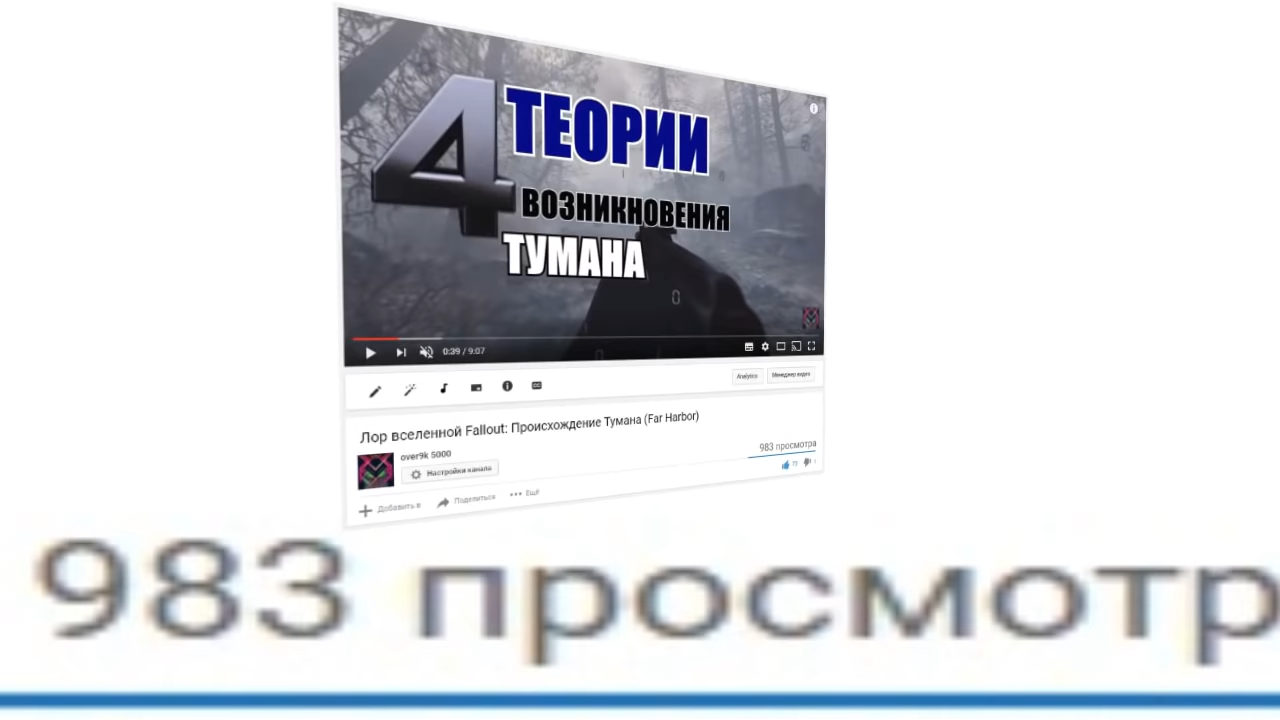 4 ТЕОРИИ
ВОЗНИКНОВЕНИЯ
ТУМАНА
0:39 / 9:07
Analytics
Менеджер видео
Лор вселенной Fallout: Происхождение Тумана (Far Harbor)
over9k 5000
Настройки канала
983 просмотра
Добавить в
Поделиться
Ещё
983 просмотр